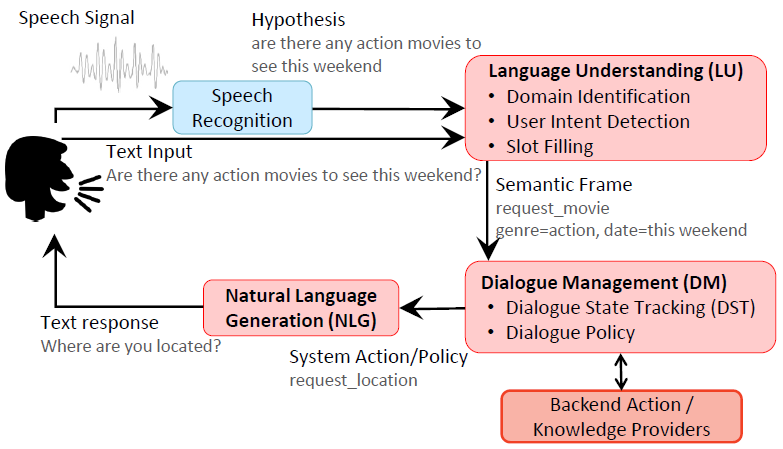 Speech Signal
Hypothesis
are there any action movies to
see this weekend
Speech
Recognition
Language Understanding (LU)
• Domain Identification
• User Intent Detection
• Slot Filling
Text Input
Are there any action movies to see this weekend?
Semantic Frame
request_movie
genre=action, date=this weekend
Dialogue Management (DM)
• Dialogue State Tracking (DST)
• Dialogue Policy
Natural Language
Generation (NLG)
Text response
Where are you located?
System Action/Policy
request_location
Backend Action /
Knowledge Providers